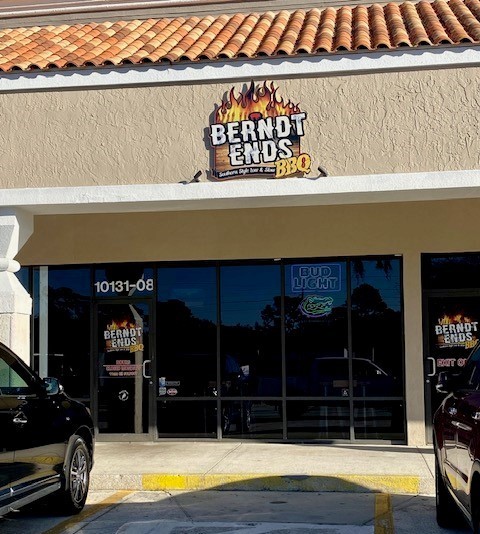 BERNDT
ENDS
BBQ
Southern Style Low & Slow
10131-08
BUD
LIGHT
BERNDT
ENDS
BBQ
BERNDT
ENDS
BBQ
EXIT